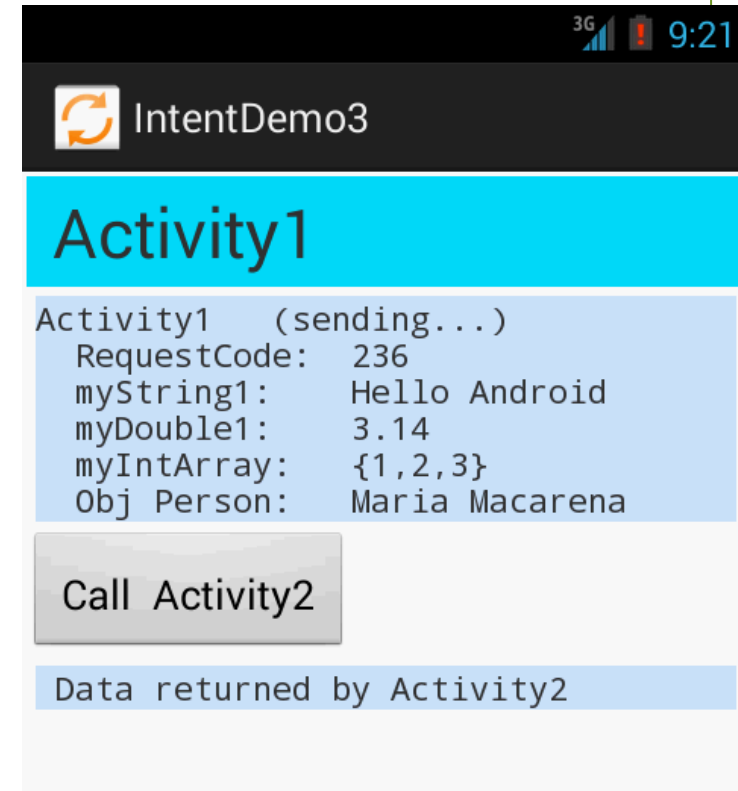 3G 9:21
IntentDemo3
Activity1
Activity1 (sending...)
RequestCode: 236
myString1: Hello Android
myDouble1: 3.14
myIntArray: {1,2,3}
Obj Person: Maria Macarena
Call Activity2
Data returned by Activity2